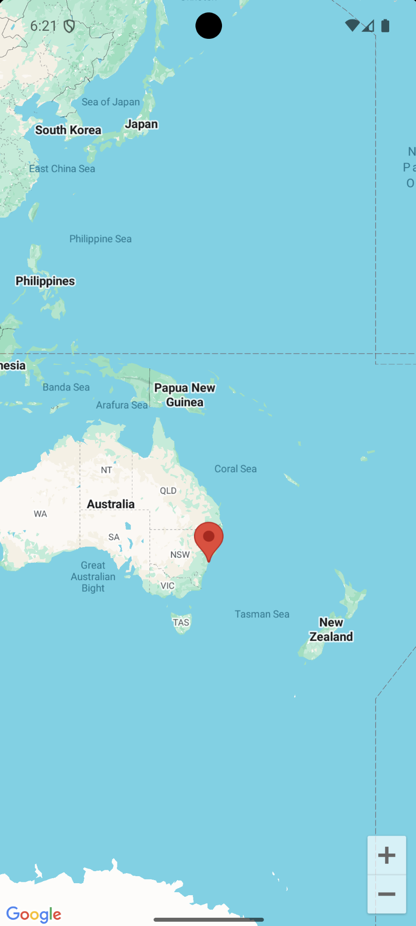 6:21
Sea of Japan
South Korea
Japan
East China Sea
Philippine Sea
Philippines
nesia
Banda Sea
Papua New
Guinea
Arafura Sea
Coral Sea
NT
QLD
Australia
WA
SA
NSW
Great
Australian
Bight
VIC
TAS
Tasman Sea
New
Zealand
N
Pa
O
+
−
Google